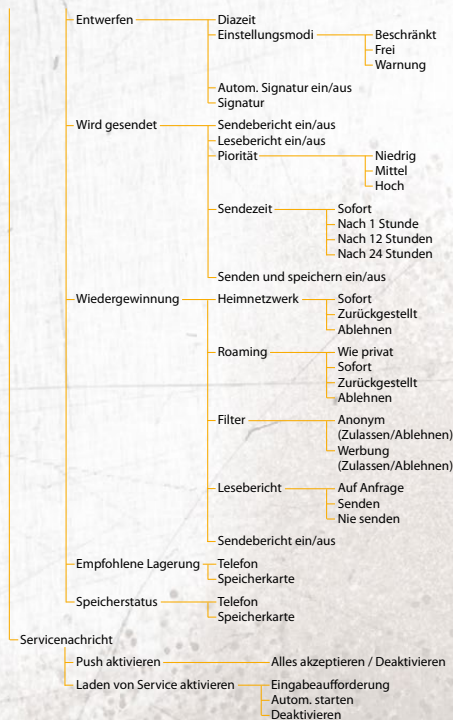 Entwerfen Diazeit
Einstellungsmodi Beschränkt
Frei
Warnung
Autom. Signatur ein/aus
Signatur
Wird gesendet Sendebericht ein/aus
Lesebericht ein/aus
Piorität Niedrig
Mittel
Hoch
Sendezeit Sofort
Nach 1 Stunde
Nach 12 Stunden
Nach 24 Stunden
Senden und speichern ein/aus
Wiedergewinnung Heimnetzwerk Sofort
Zurückgestellt
Ablehnen
Roaming Wie privat
Sofort
Zurückgestellt
Ablehnen
Filter Anonym
(Zulassen/Ablehnen)
Werbung
(Zulassen/Ablehnen)
Lesebericht Auf Anfrage
Senden
Nie senden
Sendebericht ein/aus
Empfohlene Lagerung Telefon
Speicherkarte
Speicherstatus Telefon
Speicherkarte
Servicenachricht
Push aktivieren Alles akzeptieren / Deaktivieren
Laden von Service aktivieren Eingabeaufforderung
Autom. starten
Deaktivieren